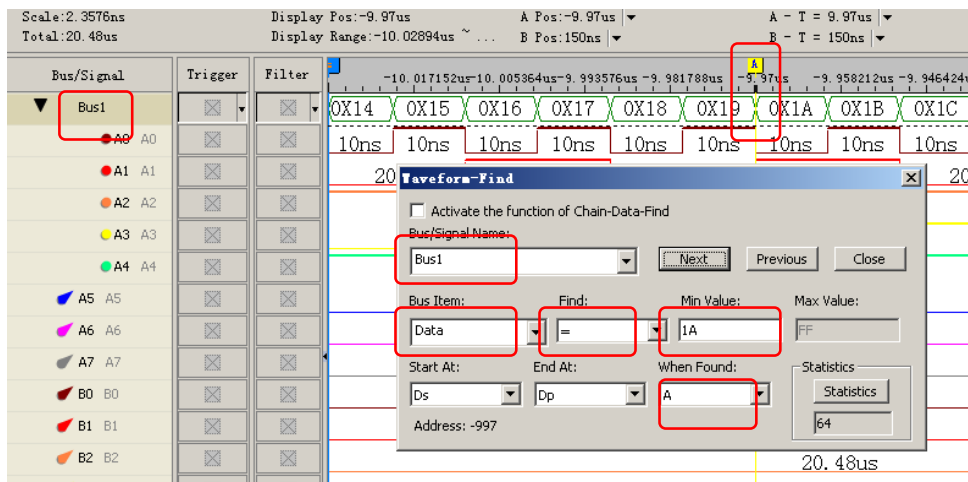 Scale:2.3576ns Display Pos:-9.97us A Pos:-9.97us A - T = 9.97us
Total:20.48us Display Range:-10.02894us ~ ... B Pos:150ns B - T = 150ns
Bus/Signal Trigger Filter A
-10.017152us-10.005364us-9.993576us -9.981788us -9.97us -9.958212us -9.946424u
Bus1 0X14 0X15 0X16 0X17 0X18 0X19 0X1A 0X1B 0X1C
A0 A0 10ns 10ns 10ns 10ns 10ns 10ns 10ns 10ns 10ns
A1 A1 20 20
A2 A2
A3 A3
A4 A4
A5 A5
A6 A6
A7 A7
B0 B0
B1 B1
B2 B2 20.48us
Waveform-Find
Activate the function of Chain-Data-Find
Bus/Signal Name:
Bus1 Next Previous Close
Bus Item: Find: Min Value: Max Value:
Data = 1A FF
Start At: End At: When Found: Statistics
Ds Dp A Statistics
Address: -997 64